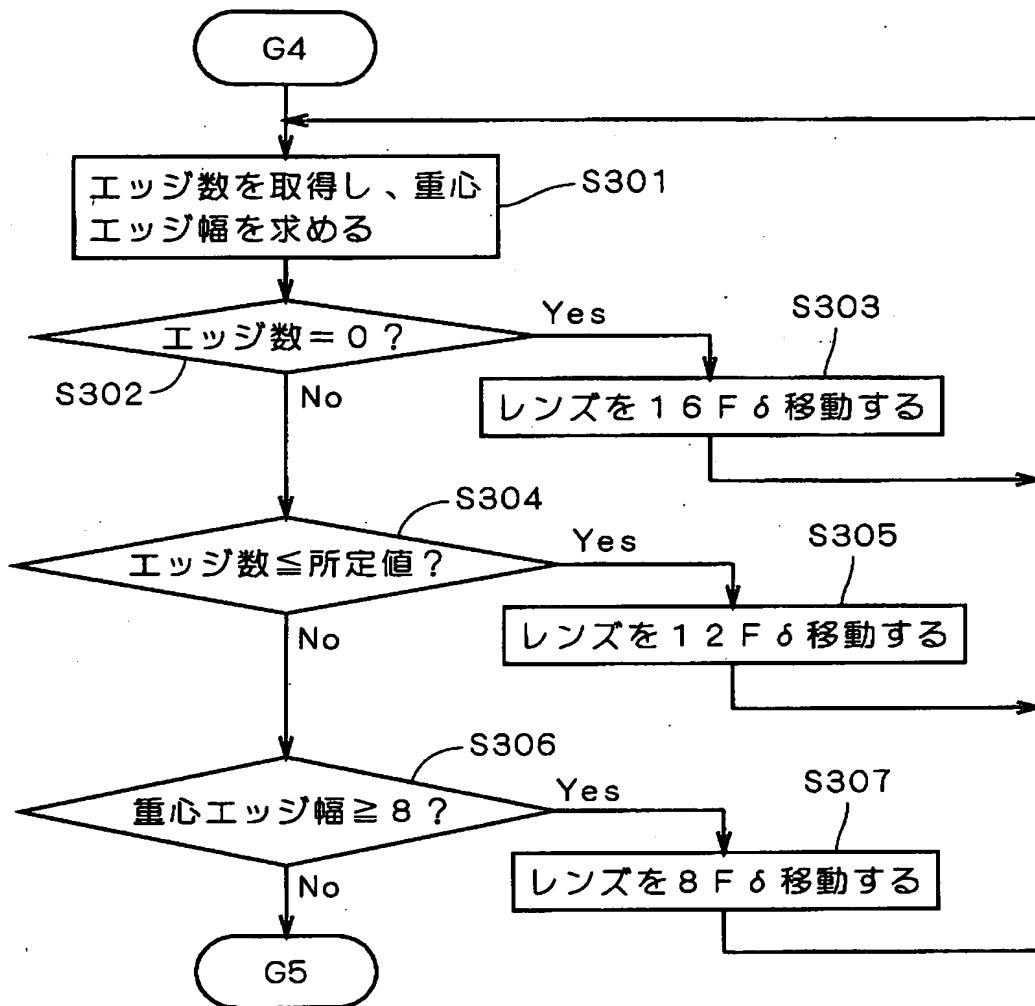 G4
エッジ数を取得し、重心
エッジ幅を求める
S301
エッジ数＝０？
Yes
S303
S302
No
レンズを１６Ｆδ移動する
S304
エッジ数≦所定値？
Yes
S305
No
レンズを１２Ｆδ移動する
S306
重心エッジ幅≧８？
Yes
S307
No
レンズを８Ｆδ移動する
G5